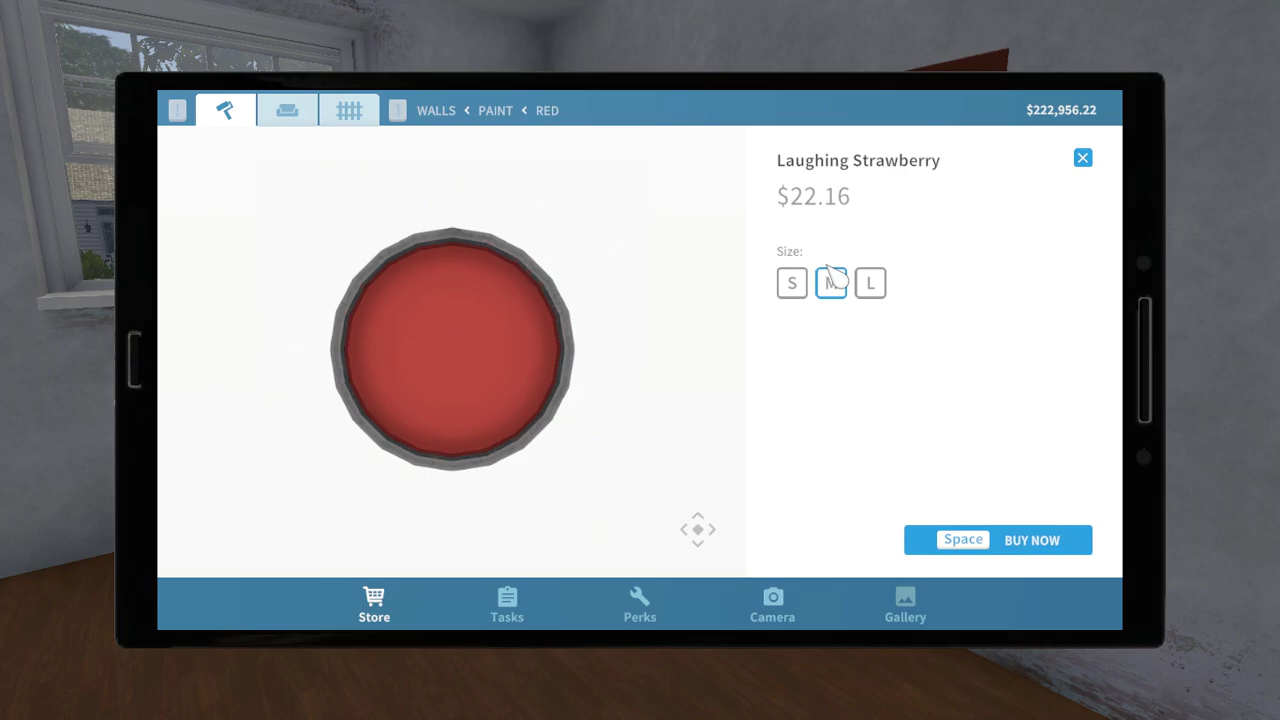 WALLS < PAINT < RED
$222,956.22
Laughing Strawberry
$22.16
Size:
S M L
Space BUY NOW
Store Tasks Perks Camera Gallery